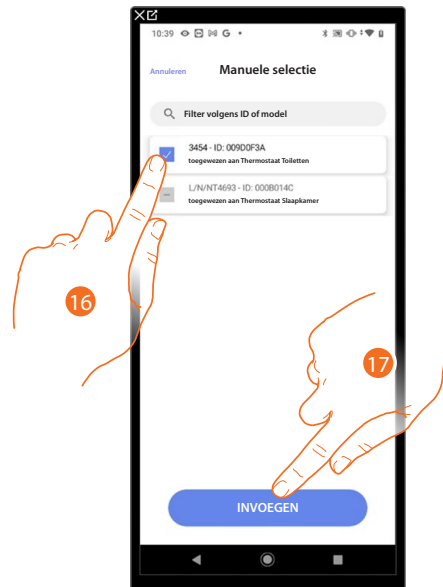 10:39 G
Annuleren Manuele selectie
Filter volgens ID of model
3454 - ID: 009D0F3A
toegewezen aan Thermostaat Toiletten
L/N/NT4693 - ID: 000B014C
toegewezen aan Thermostaat Slaapkamer
16
17
INVOEGEN